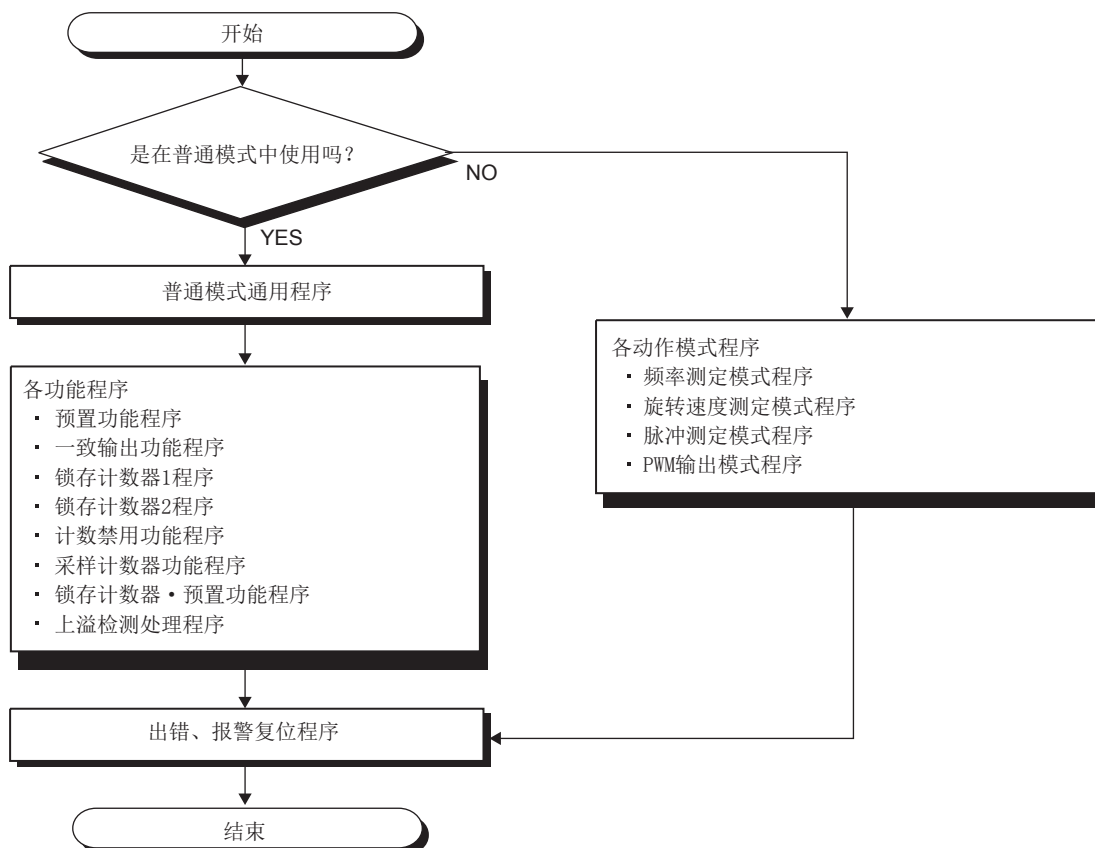 开始
是在普通模式中使用吗？
NO
YES
普通模式通用程序
各功能程序
・ 预置功能程序
・ 一致输出功能程序
・ 锁存计数器1程序
・ 锁存计数器2程序
・ 计数禁用功能程序
・ 采样计数器功能程序
・ 锁存计数器・预置功能程序
・ 上溢检测处理程序
各动作模式程序
・ 频率测定模式程序
・ 旋转速度测定模式程序
・ 脉冲测定模式程序
・ PWM输出模式程序
出错、报警复位程序
结束